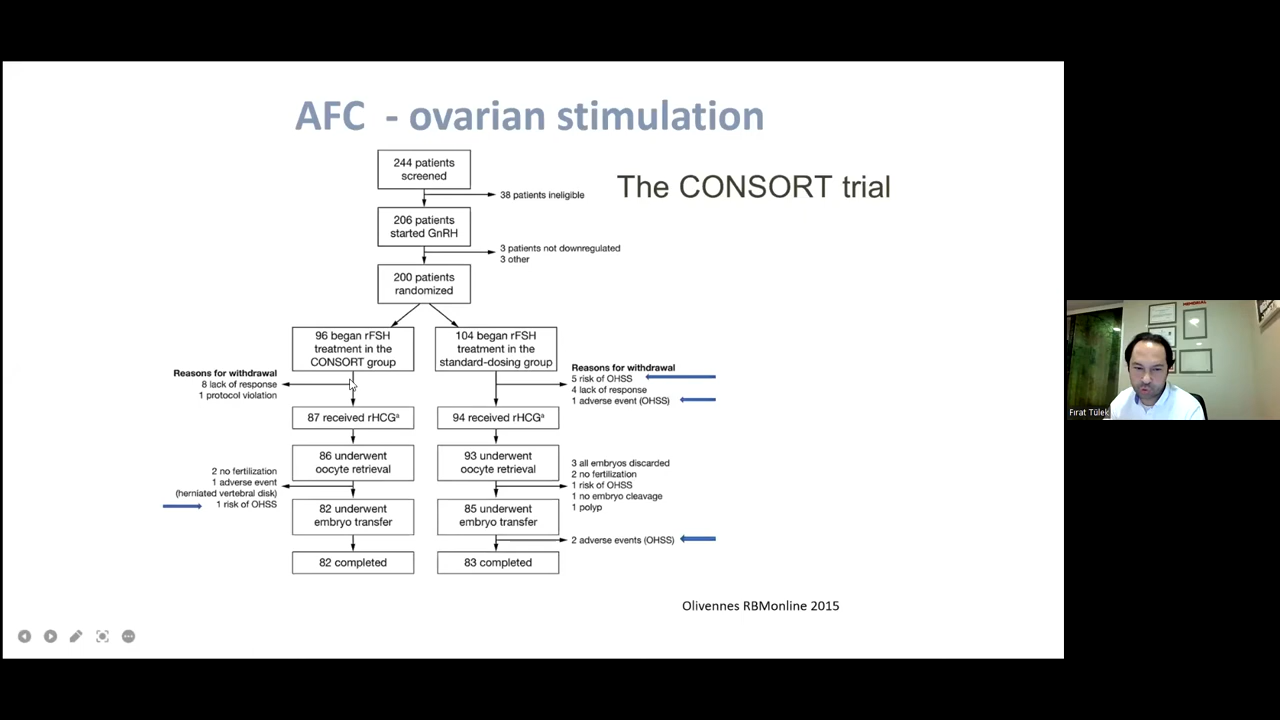 AFC - ovarian stimulation
The CONSORT trial
244 patients
screened
38 patients ineligible
206 patients
started GnRH
3 patients not downregulated
3 other
200 patients
randomized
96 began rFSH
treatment in the
CONSORT group
104 began rFSH
treatment in the
standard-dosing group
Reasons for withdrawal
8 lack of response
1 protocol violation
Reasons for withdrawal
5 risk of OHSS
4 lack of response
1 adverse event (OHSS)
87 received rHCGᵃ
94 received rHCGᵃ
86 underwent
oocyte retrieval
93 underwent
oocyte retrieval
2 no fertilization
1 adverse event
(herniated vertebral disk)
1 risk of OHSS
3 all embryos discarded
2 no fertilization
1 risk of OHSS
1 no embryo cleavage
1 polyp
82 underwent
embryo transfer
85 underwent
embryo transfer
2 adverse events (OHSS)
82 completed
83 completed
Olivennes RBMonline 2015
Fırat Tülek